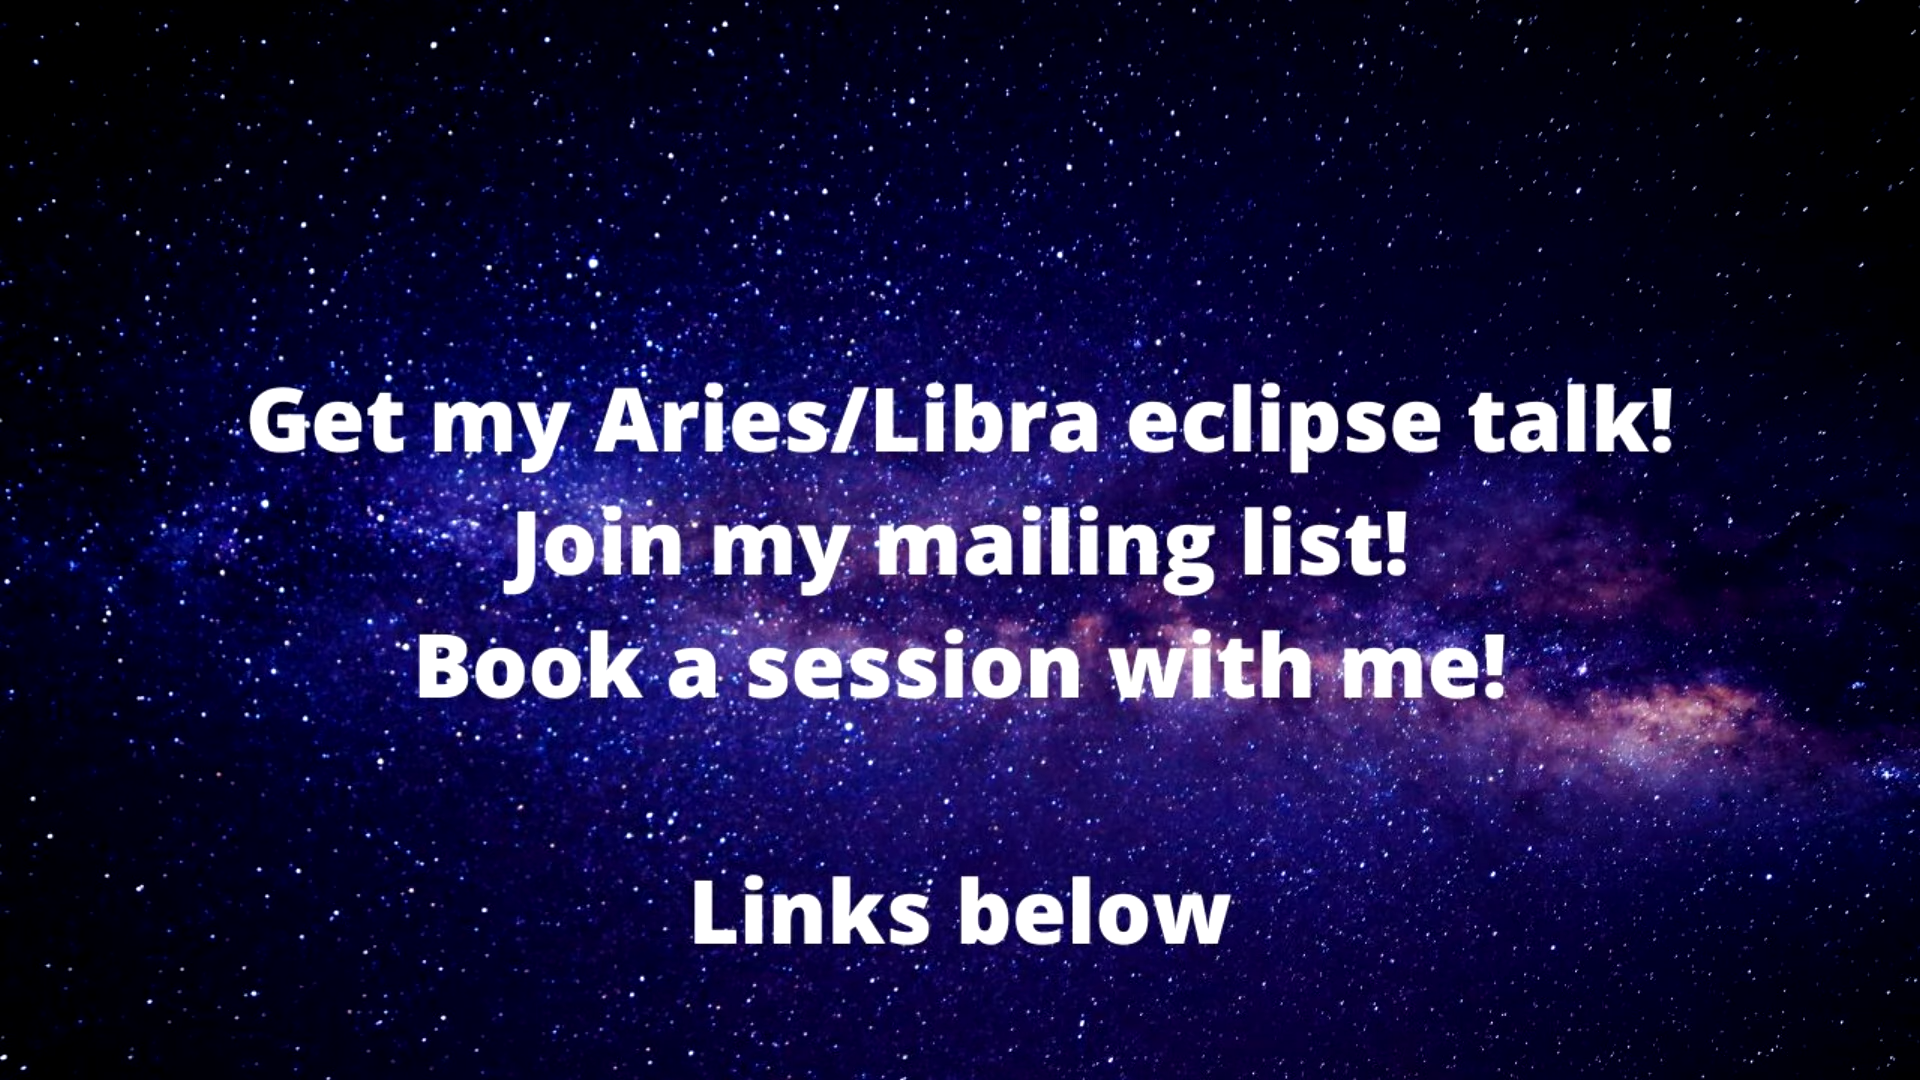 Get my Aries/Libra eclipse talk!
Join my mailing list!
Book a session with me!
Links below